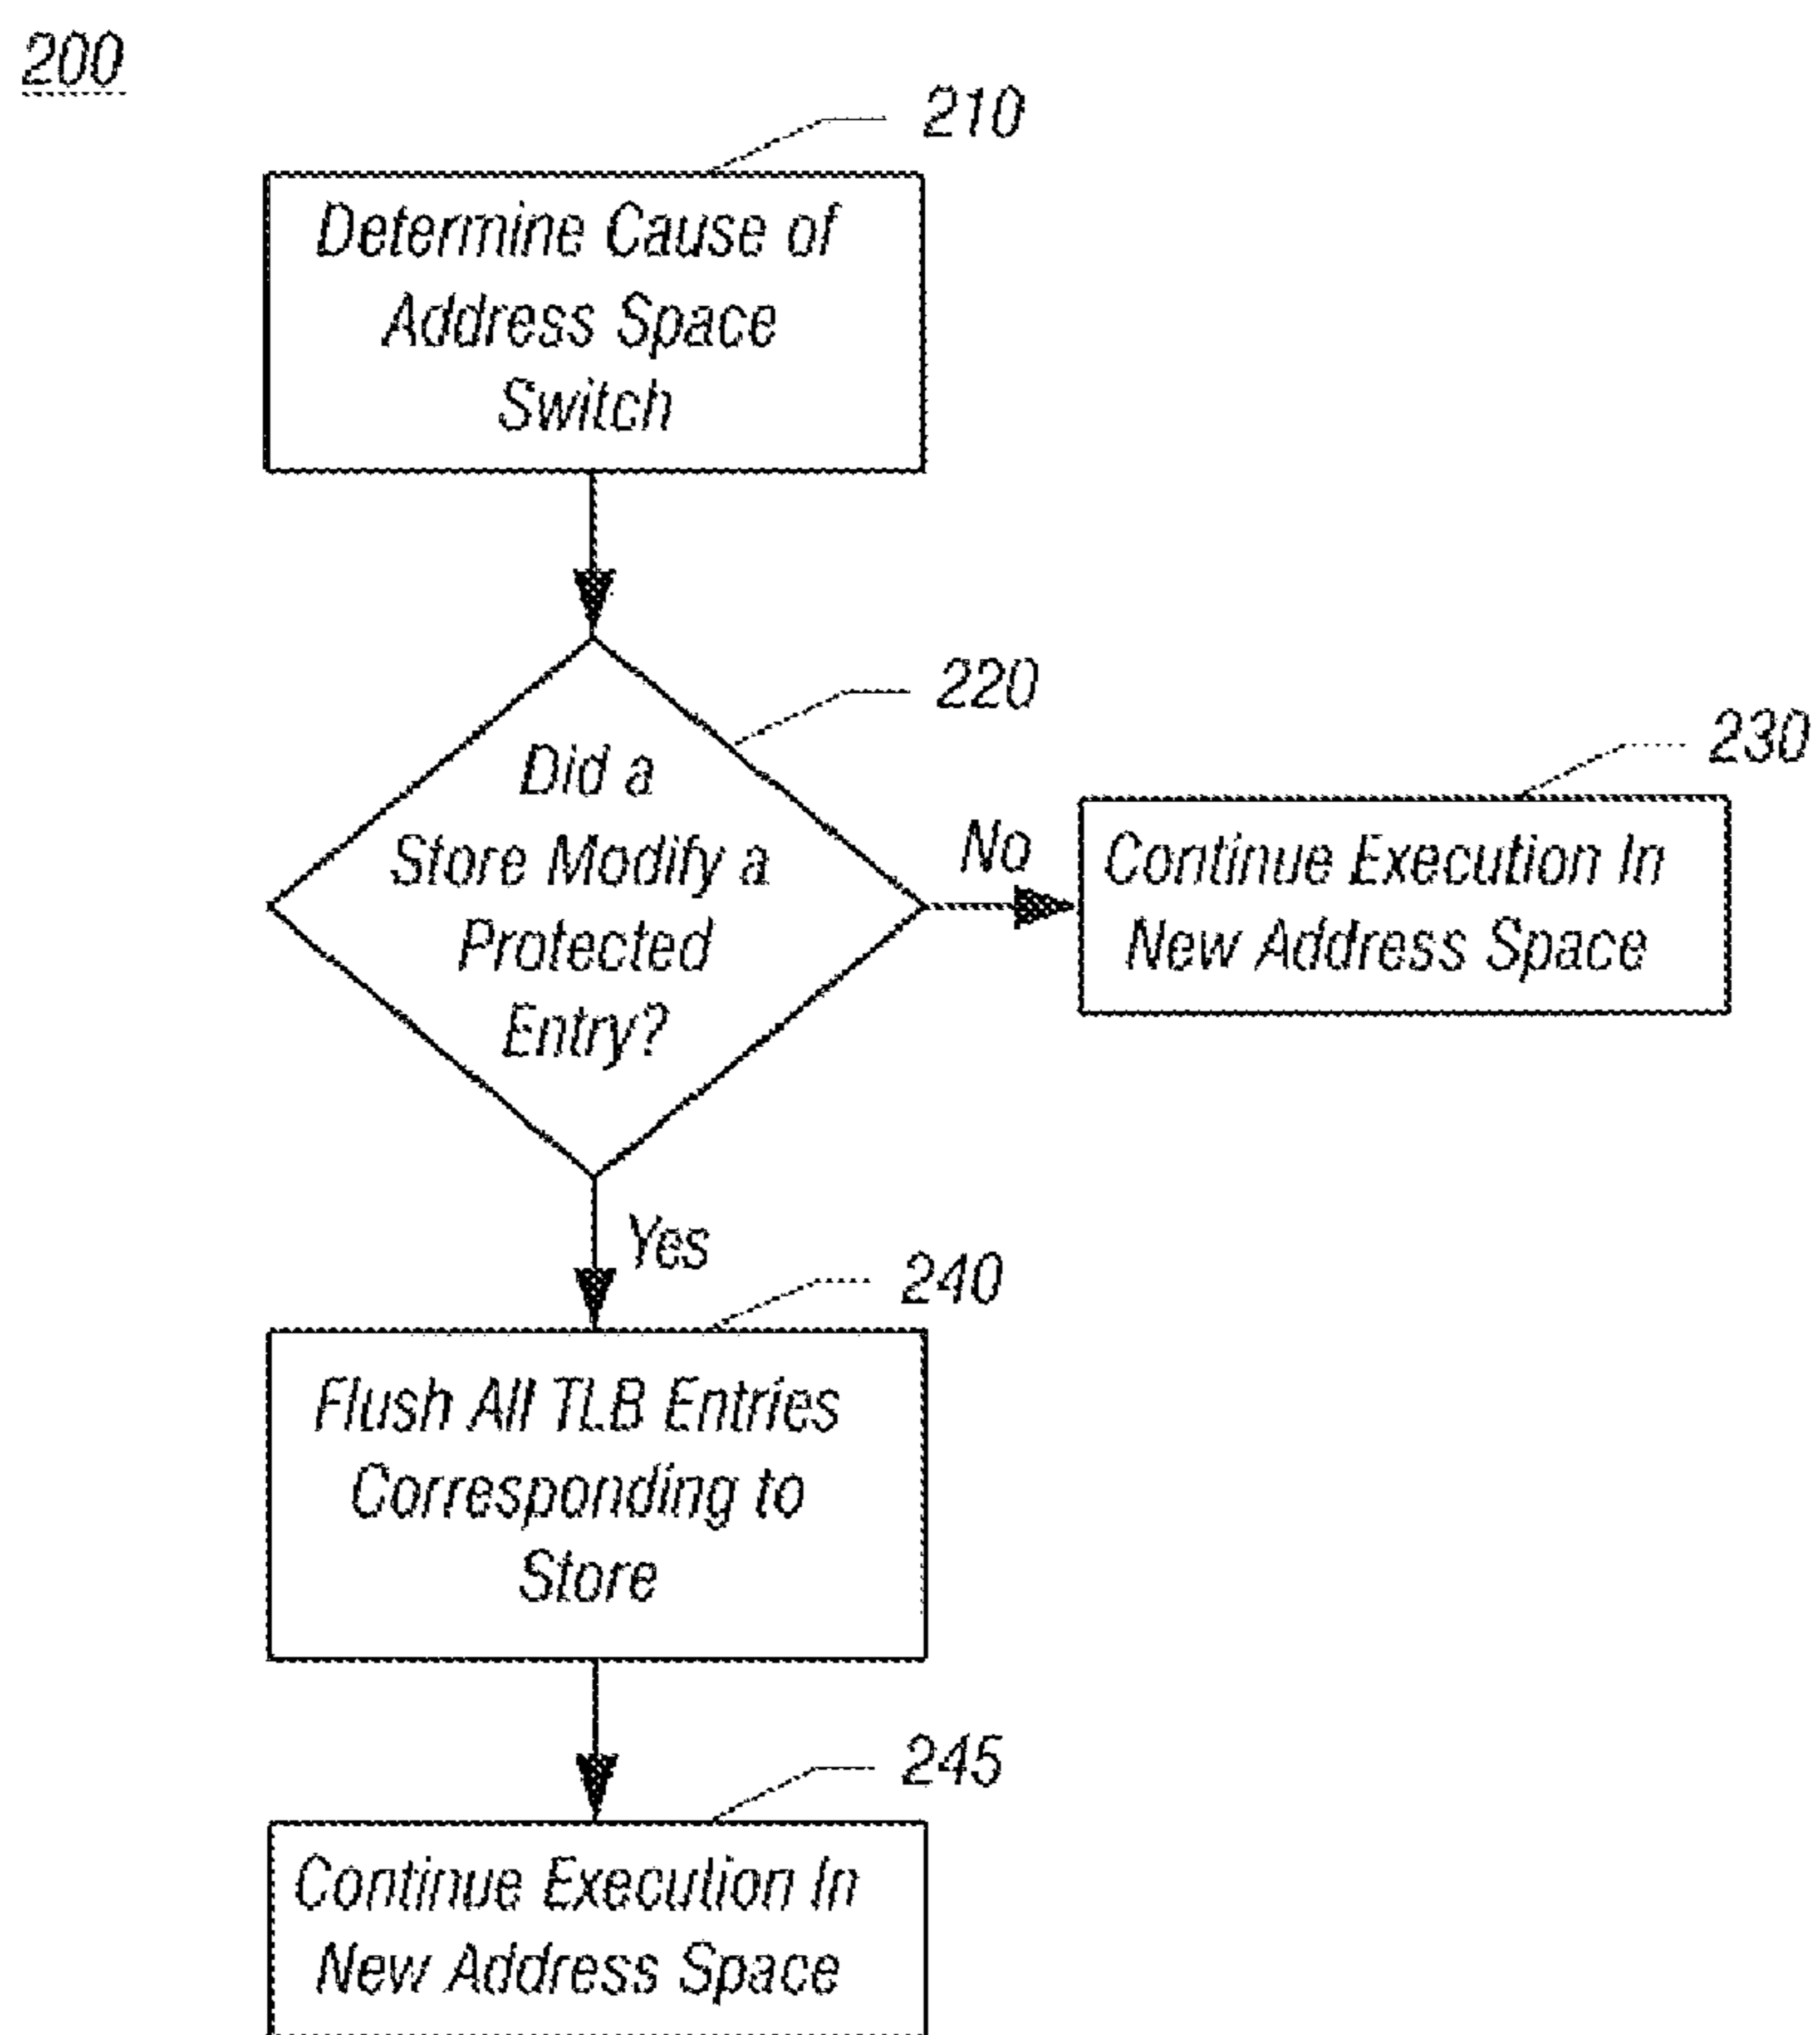 200
210
Determine Cause of
Address Space
Switch
220
Did a
Store Modify a
Protected
Entry?
No
230
Continue Execution In
New Address Space
Yes
240
Flush All TLB Entries
Corresponding to
Store
245
Continue Execution In
New Address Space